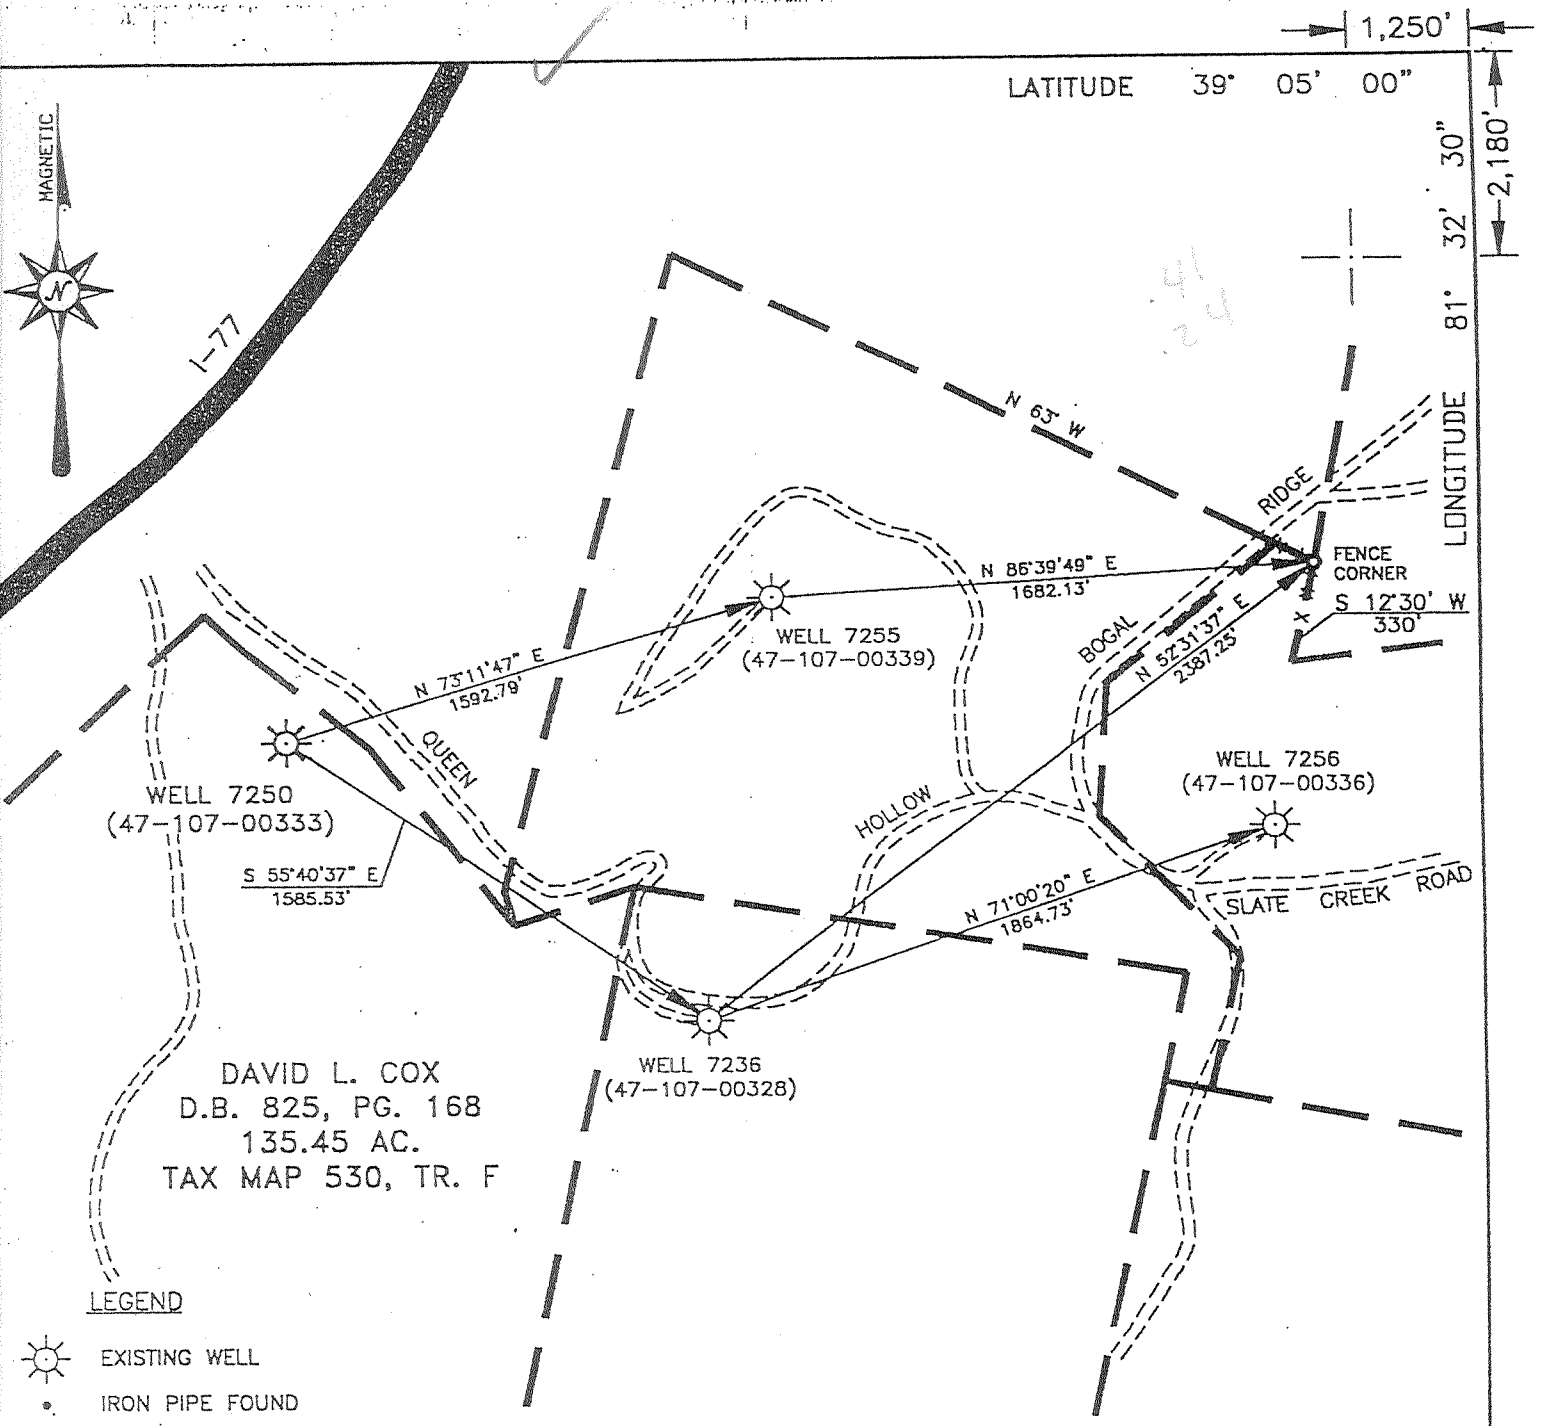 1,250'
LATITUDE 39° 05' 00"
2,180'
LONGITUDE 81° 32' 30"
MAGNETIC
N
I-77
.41
.24
N 63° W
RIDGE
FENCE
CORNER
N 86°39'49" E
1682.13'
S 12°30' W
330'
WELL 7255
(47-107-00339)
BOGAL
N 52°31'37" E
2387.25'
N 73°11'47" E
1592.79'
QUEEN
WELL 7250
(47-107-00333)
HOLLOW
WELL 7256
(47-107-00336)
S 55°40'37" E
1585.53'
N 71°00'20" E
1864.73'
SLATE CREEK ROAD
WELL 7236
(47-107-00328)
DAVID L. COX
D.B. 825, PG. 168
135.45 AC.
TAX MAP 530, TR. F
LEGEND
EXISTING WELL
IRON PIPE FOUND